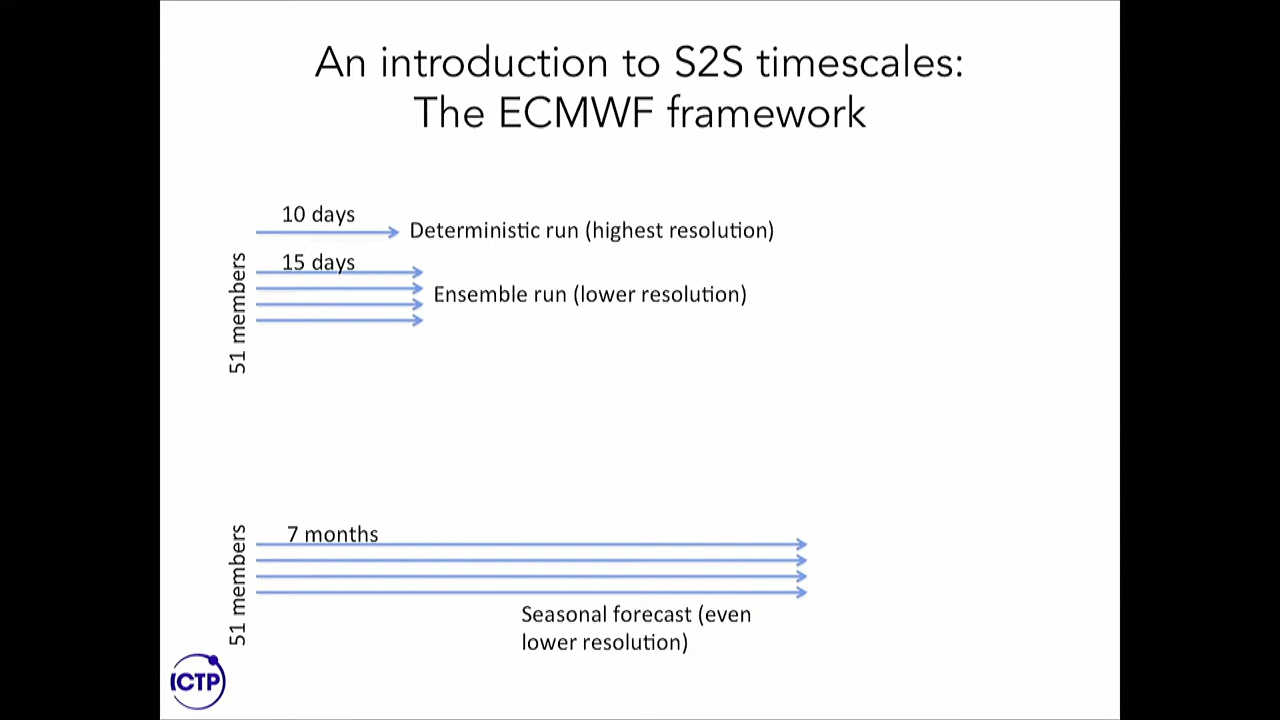 An introduction to S2S timescales:
The ECMWF framework
10 days
Deterministic run (highest resolution)
15 days
51 members
Ensemble run (lower resolution)
7 months
51 members
Seasonal forecast (even
lower resolution)
ICTP